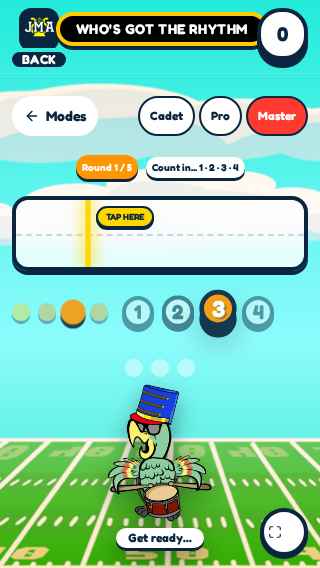 JMA
WHO'S GOT THE RHYTHM
0
BACK
← Modes
Cadet
Pro
Master
Round 1 / 5
Count in... 1 · 2 · 3 · 4
TAP HERE
1
2
3
4
Get ready...